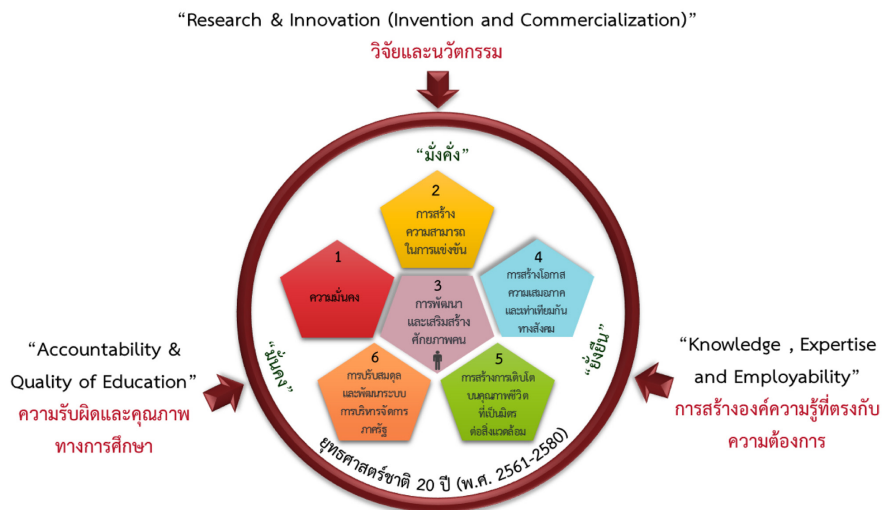 “Research & Innovation (Invention and Commercialization)”
วิจัยและนวัตกรรม
“มั่งคั่ง”
2
การสร้าง
ความสามารถ
ในการแข่งขัน
1
ความมั่นคง
3
การพัฒนา
และเสริมสร้าง
ศักยภาพคน
4
การสร้างโอกาส
ความเสมอภาค
และเท่าเทียมกัน
ทางสังคม
“มั่นคง”
6
การปรับสมดุล
และพัฒนาระบบ
การบริหารจัดการ
ภาครัฐ
5
การสร้างการเติบโต
บนคุณภาพชีวิต
ที่เป็นมิตร
ต่อสิ่งแวดล้อม
“ยั่งยืน”
“Accountability &
Quality of Education”
ความรับผิดและคุณภาพ
ทางการศึกษา
“Knowledge , Expertise
and Employability”
การสร้างองค์ความรู้ที่ตรงกับ
ความต้องการ
ยุทธศาสตร์ชาติ 20 ปี (พ.ศ. 2561-2580)